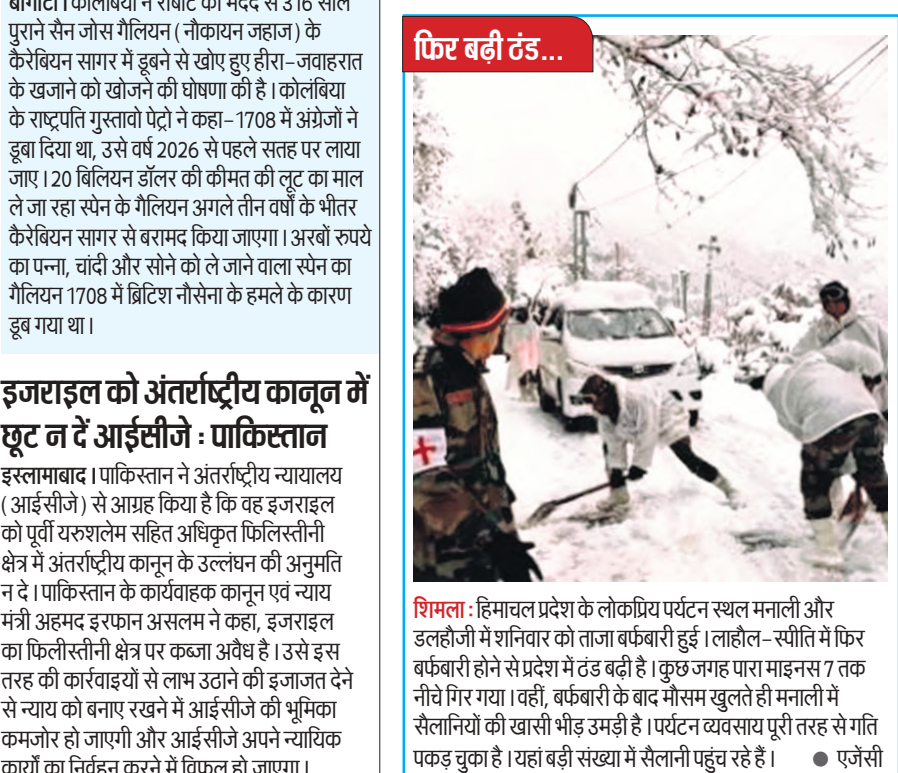 बोगोटा। कोलंबिया ने रोबोट की मदद से 316 साल
पुराने सैन जोस गैलियन (नौकायन जहाज) के
कैरेबियन सागर में डूबने से खोए हुए हीरा-जवाहरात
के खजाने को खोजने की घोषणा की है। कोलंबिया
के राष्ट्रपति गुस्तावो पेट्रो ने कहा- 1708 में अंग्रेजों ने
डूबा दिया था, उसे वर्ष 2026 से पहले सतह पर लाया
जाए। 20 बिलियन डॉलर की कीमत की लूट का माल
ले जा रहा स्पेन के गैलियन अगले तीन वर्षों के भीतर
कैरेबियन सागर से बरामद किया जाएगा। अरबों रुपये
का पन्ना, चांदी और सोने को ले जाने वाला स्पेन का
गैलियन 1708 में ब्रिटिश नौसेना के हमले के कारण
डूब गया था।
इजराइल को अंतर्राष्ट्रीय कानून में
छूट न दें आईसीजे : पाकिस्तान
इस्लामाबाद। पाकिस्तान ने अंतर्राष्ट्रीय न्यायालय
(आईसीजे) से आग्रह किया है कि वह इजराइल
को पूर्वी यरुशलेम सहित अधिकृत फिलिस्तीनी
क्षेत्र में अंतर्राष्ट्रीय कानून के उल्लंघन की अनुमति
न दे। पाकिस्तान के कार्यवाहक कानून एवं न्याय
मंत्री अहमद इरफान असलम ने कहा, इजराइल
का फिलीस्तीनी क्षेत्र पर कब्जा अवैध है। उसे इस
तरह की कार्रवाइयों से लाभ उठाने की इजाजत देने
से न्याय को बनाए रखने में आईसीजे की भूमिका
कमजोर हो जाएगी और आईसीजे अपने न्यायिक
कार्यों का निर्वहन करने में विफल हो जाएगा।
फिर बढ़ी ठंड...
शिमला : हिमाचल प्रदेश के लोकप्रिय पर्यटन स्थल मनाली और
डलहौजी में शनिवार को ताजा बर्फबारी हुई। लाहौल-स्पीति में फिर
बर्फबारी होने से प्रदेश में ठंड बढ़ी है। कुछ जगह पारा माइनस 7 तक
नीचे गिर गया। वहीं, बर्फबारी के बाद मौसम खुलते ही मनाली में
सैलानियों की खासी भीड़ उमड़ी है। पर्यटन व्यवसाय पूरी तरह से गति
पकड़ चुका है। यहां बड़ी संख्या में सैलानी पहुंच रहे हैं। ● एजेंसी